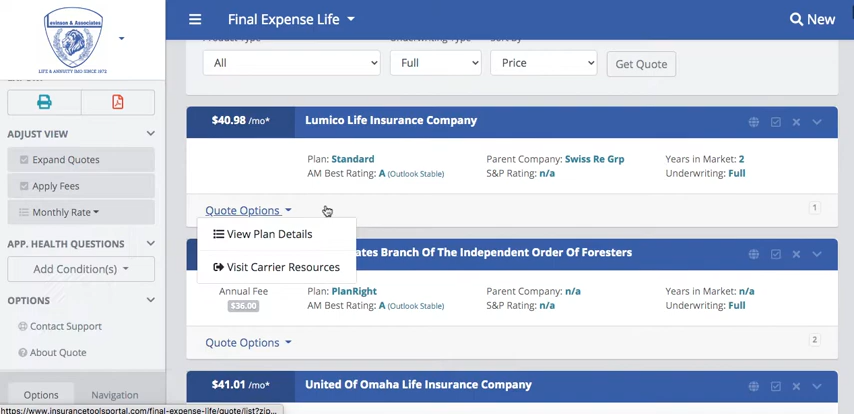 Levinson & Associates
LIFE & ANNUITY IMO SINCE 1972
Final Expense Life
New
All
Full
Price
Get Quote
ADJUST VIEW
Expand Quotes
Apply Fees
Monthly Rate
APP. HEALTH QUESTIONS
Add Condition(s)
OPTIONS
Contact Support
About Quote
Options Navigation
$40.98 /mo* Lumico Life Insurance Company
Plan: Standard Parent Company: Swiss Re Grp Years in Market: 2
AM Best Rating: A (Outlook Stable) S&P Rating: n/a Underwriting: Full
Quote Options 1
View Plan Details
Visit Carrier Resources
ates Branch Of The Independent Order Of Foresters
Annual Fee Plan: PlanRight Parent Company: n/a Years in Market: n/a
$36.00 AM Best Rating: A (Outlook Stable) S&P Rating: n/a Underwriting: Full
Quote Options 2
$41.01 /mo* United Of Omaha Life Insurance Company
https://www.insurancetoolsportal.com/final-expense-life/quote/list?zip...